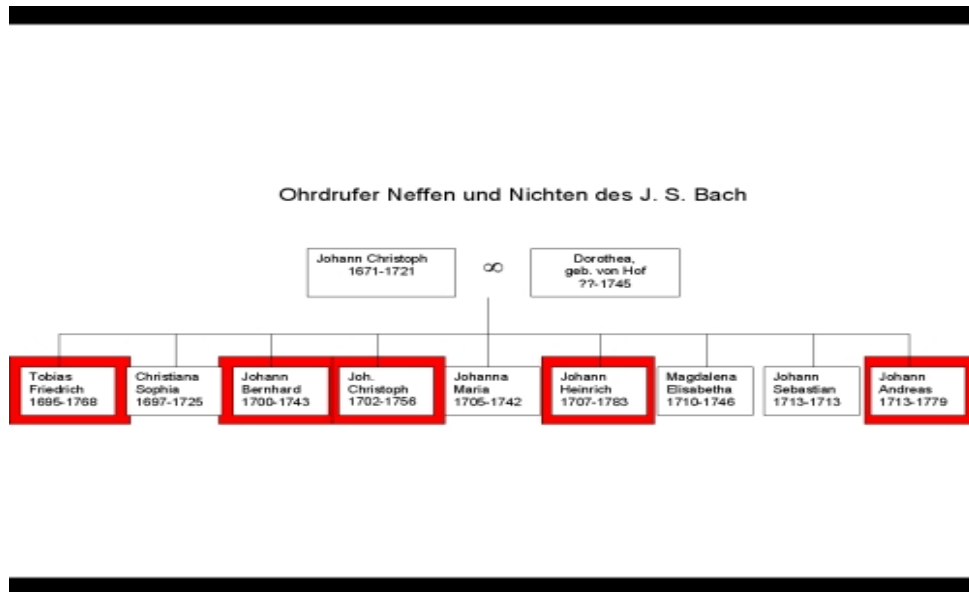 Ohrdrufer Neffen und Nichten des J. S. Bach
Johann Christoph
1671-1721
∞
Dorothea,
geb. von Hof
??-1745
Tobias
Friedrich
1695-1768
Christiana
Sophia
1697-1725
Johann
Bernhard
1700-1743
Joh.
Christoph
1702-1756
Johanna
Maria
1705-1742
Johann
Heinrich
1707-1783
Magdalena
Elisabetha
1710-1746
Johann
Sebastian
1713-1713
Johann
Andreas
1713-1779